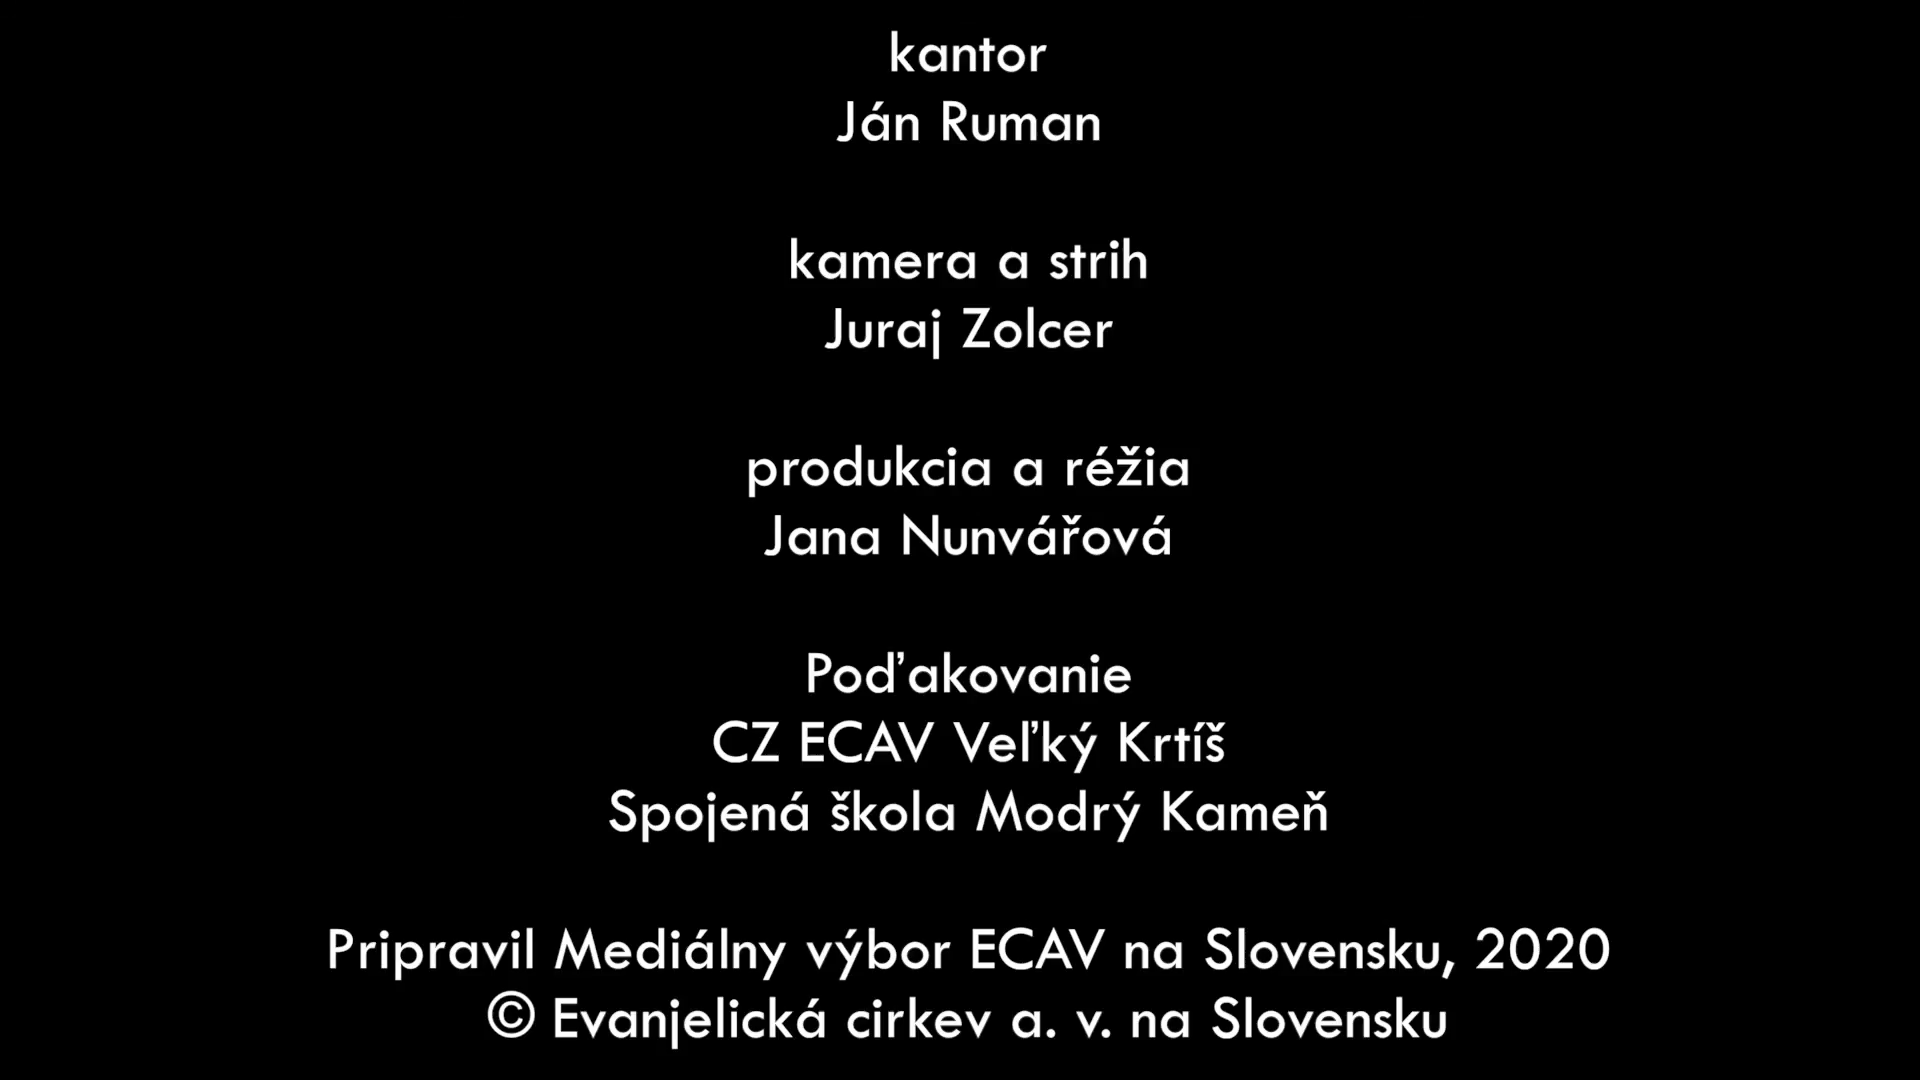 kantor
Ján Ruman
kamera a strih
Juraj Zolcer
produkcia a réžia
Jana Nunvářová
Poďakovanie
CZ ECAV Veľký Krtíš
Spojená škola Modrý Kameň
Pripravil Mediálny výbor ECAV na Slovensku, 2020
© Evanjelická cirkev a. v. na Slovensku